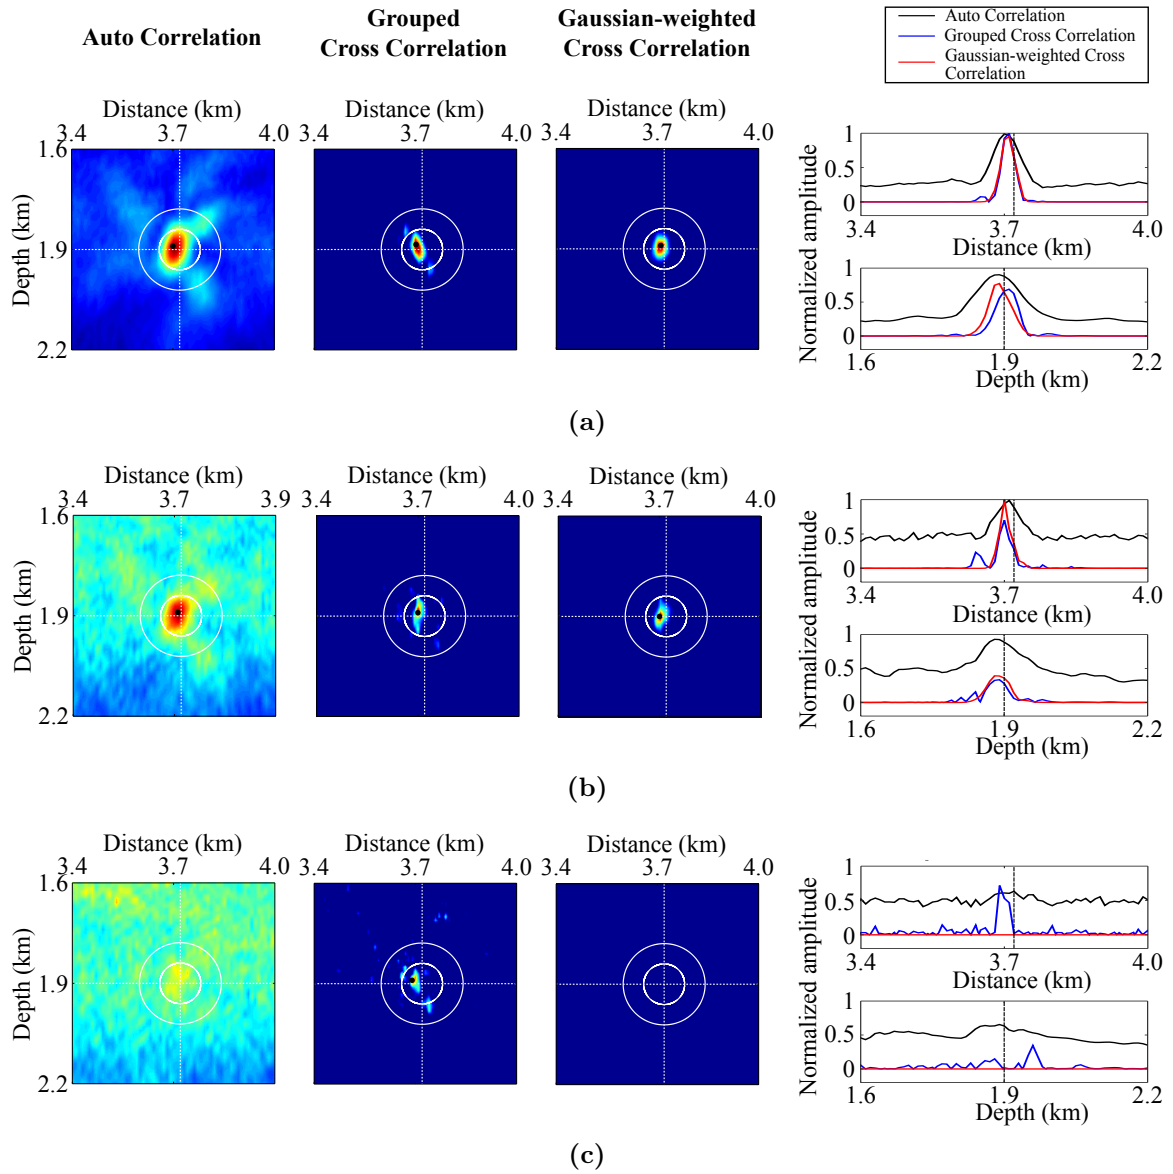 Auto Correlation
Grouped
Cross Correlation
Gaussian-weighted
Cross Correlation
Auto Correlation
Grouped Cross Correlation
Gaussian-weighted Cross
Correlation
Distance (km)
3.4 3.7 4.0
Distance (km)
3.4 3.7 4.0
Distance (km)
3.4 3.7 4.0
Depth (km)
1.6
1.9
2.2
Normalized amplitude
1
0.5
0
3.4 3.7 4.0
Distance (km)
1
0.5
0
1.6 1.9 2.2
Depth (km)
(a)
Distance (km)
3.4 3.7 3.9
Distance (km)
3.4 3.7 4.0
Distance (km)
3.4 3.7 4.0
Depth (km)
1.6
1.9
2.2
Normalized amplitude
1
0.5
0
3.4 3.7 4.0
Distance (km)
1
0.5
0
1.6 1.9 2.2
Depth (km)
(b)
Distance (km)
3.4 3.7 4.0
Distance (km)
3.4 3.7 4.0
Distance (km)
3.4 3.7 4.0
Depth (km)
1.6
1.9
2.2
Normalized amplitude
1
0.5
0
3.4 3.7 4.0
Distance (km)
1
0.5
0
1.6 1.9 2.2
Depth (km)
(c)